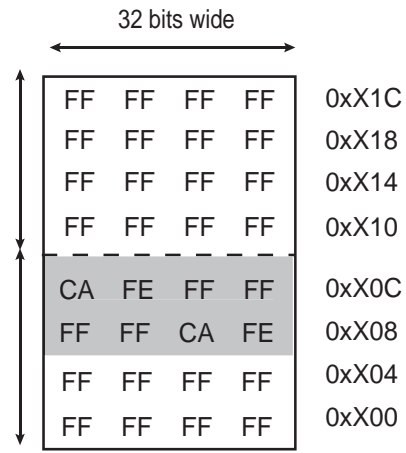 32 bits wide
FF FF FF FF 0xX1C
FF FF FF FF 0xX18
FF FF FF FF 0xX14
FF FF FF FF 0xX10
CA FE FF FF 0xX0C
FF FF CA FE 0xX08
FF FF FF FF 0xX04
FF FF FF FF 0xX00